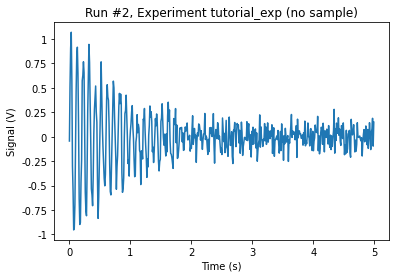 Run #2, Experiment tutorial_exp (no sample)
Signal (V)
1
0.75
0.5
0.25
0
-0.25
-0.5
-0.75
-1
0 1 2 3 4 5
Time (s)